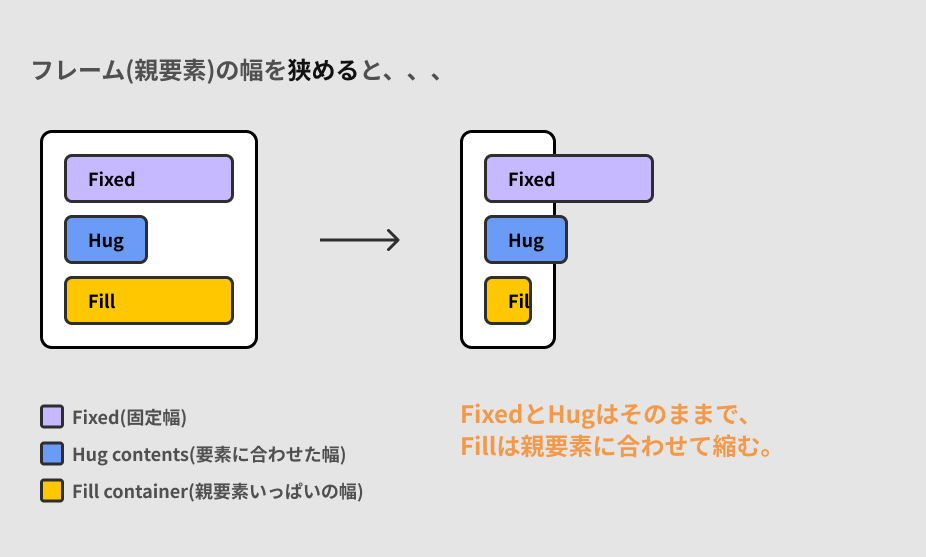 フレーム(親要素)の幅を狭めると、、、
Fixed
Hug
Fill
Fixed
Hug
Fil
Fixed(固定幅)
Hug contents(要素に合わせた幅)
Fill container(親要素いっぱいの幅)
FixedとHugはそのままで、
Fillは親要素に合わせて縮む。